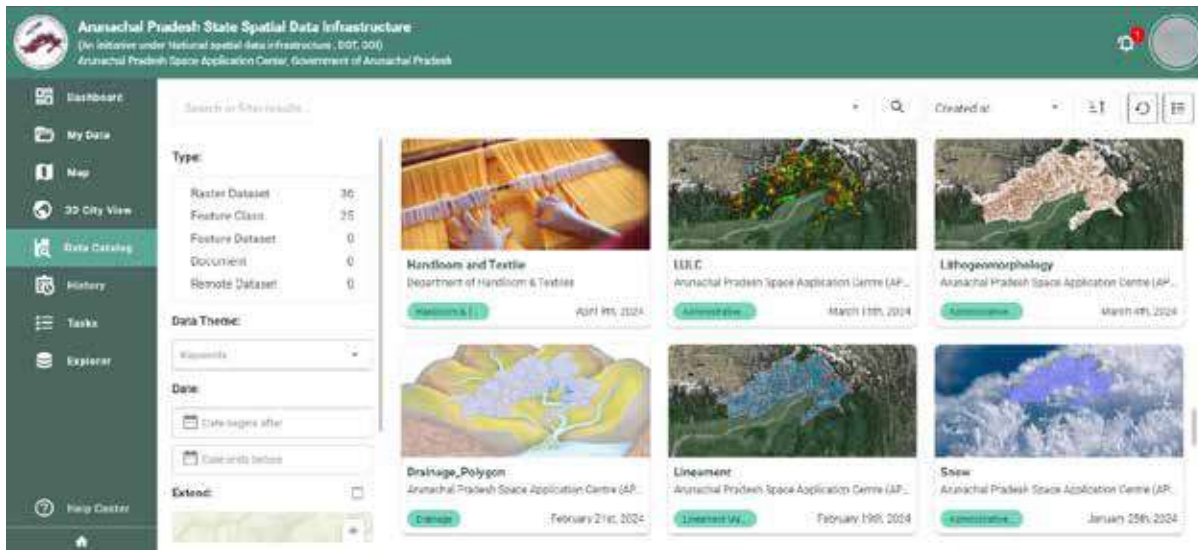 Arunachal Pradesh State Spatial Data Infrastructure
(An initiative under National spatial data infrastructure , DST, GOI)
Arunachal Pradesh Space Application Center, Government of Arunachal Pradesh
1
Dashboard
My Data
Map
3D City View
Data Catalog
History
Tasks
Explorer
Help Center
Search or filter results...
Created at
Type:
Raster Dataset 36
Feature Class 25
Feature Dataset 0
Document 0
Remote Dataset 0
Data Theme:
Keywords
Date:
Date begins after
Date ends before
Extend:
+
Handloom and Textile
Department of Handloom & Textiles
Handloom & T...
April 9th, 2024
LULC
Arunachal Pradesh Space Application Centre (AP...
Administrative...
March 15th, 2024
Lithogeomorphology
Arunachal Pradesh Space Application Centre (AP...
Administrative...
March 4th, 2024
Drainage_Polygon
Arunachal Pradesh Space Application Centre (AP...
Drainage
February 21st, 2024
Lineament
Arunachal Pradesh Space Application Centre (AP...
Lineament
February 19th, 2024
Snow
Arunachal Pradesh Space Application Centre (AP...
Administrative...
January 25th, 2024